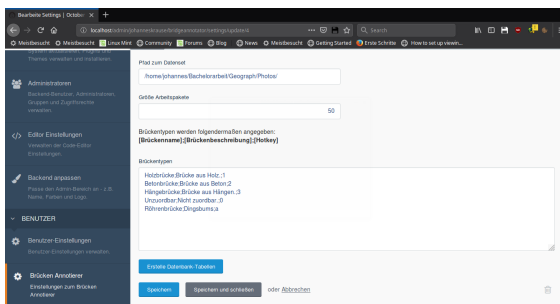 Bearbeite Settings | Octobe
localhost/admin/johanneskrause/bridgeannotator/settings/update/4
Search
Meistbesucht Meistbesucht Linux Mint Community Forums Blog News Meistbesucht Getting Started Erste Schritte How to set up viewin...
Themes verwalten und installieren.
Administratoren
Backend-Benutzer, Administratoren,
Gruppen und Zugriffsrechte
verwalten.
Editor Einstellungen
Verwalten der Code-Editor
Einstellungen.
Backend anpassen
Passe den Admin-Bereich an - z.B.
Name, Farben und Logo.
BENUTZER
Benutzer-Einstellungen
Benutzer-Einstellungen verwalten.
Brücken Annotierer
Einstellungen zum Brücken
Annotierer
Pfad zum Datenset
/home/johannes/Bachelorarbeit/Geograph/Photos/
Größe Arbeitspakete
50
Brückentypen werden folgendermaßen angegeben:
[Brückenname];[Brückenbeschreibung];[Hotkey]
Brückentypen
Holzbrücke;Brücke aus Holz.;1
Betonbrücke;Brücke aus Beton;2
Hängebrücke;Brücke aus Hängen.;3
Unzuordbar;Nicht zuordbar.;0
Röhrenbrücke;Dingsbums;a
Erstelle Datenbank-Tabellen
Speichern Speichern und schließen oder Abbrechen